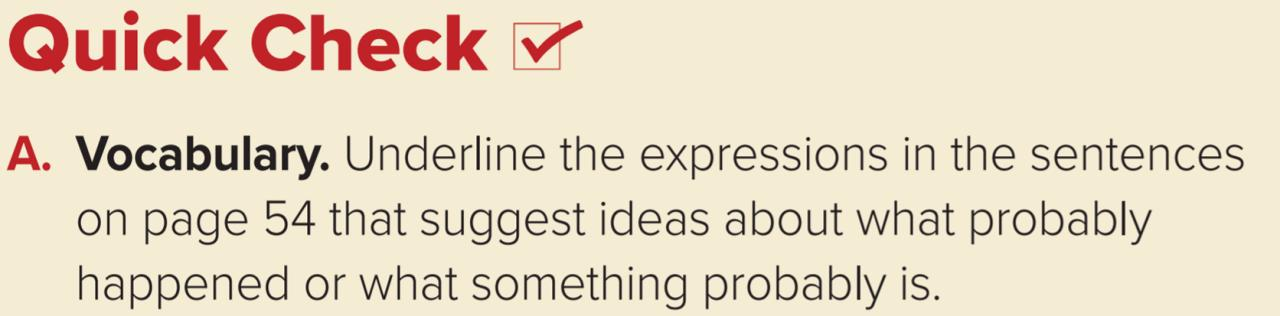 Quick Check
A. Vocabulary. Underline the expressions in the sentences
on page 54 that suggest ideas about what probably
happened or what something probably is.